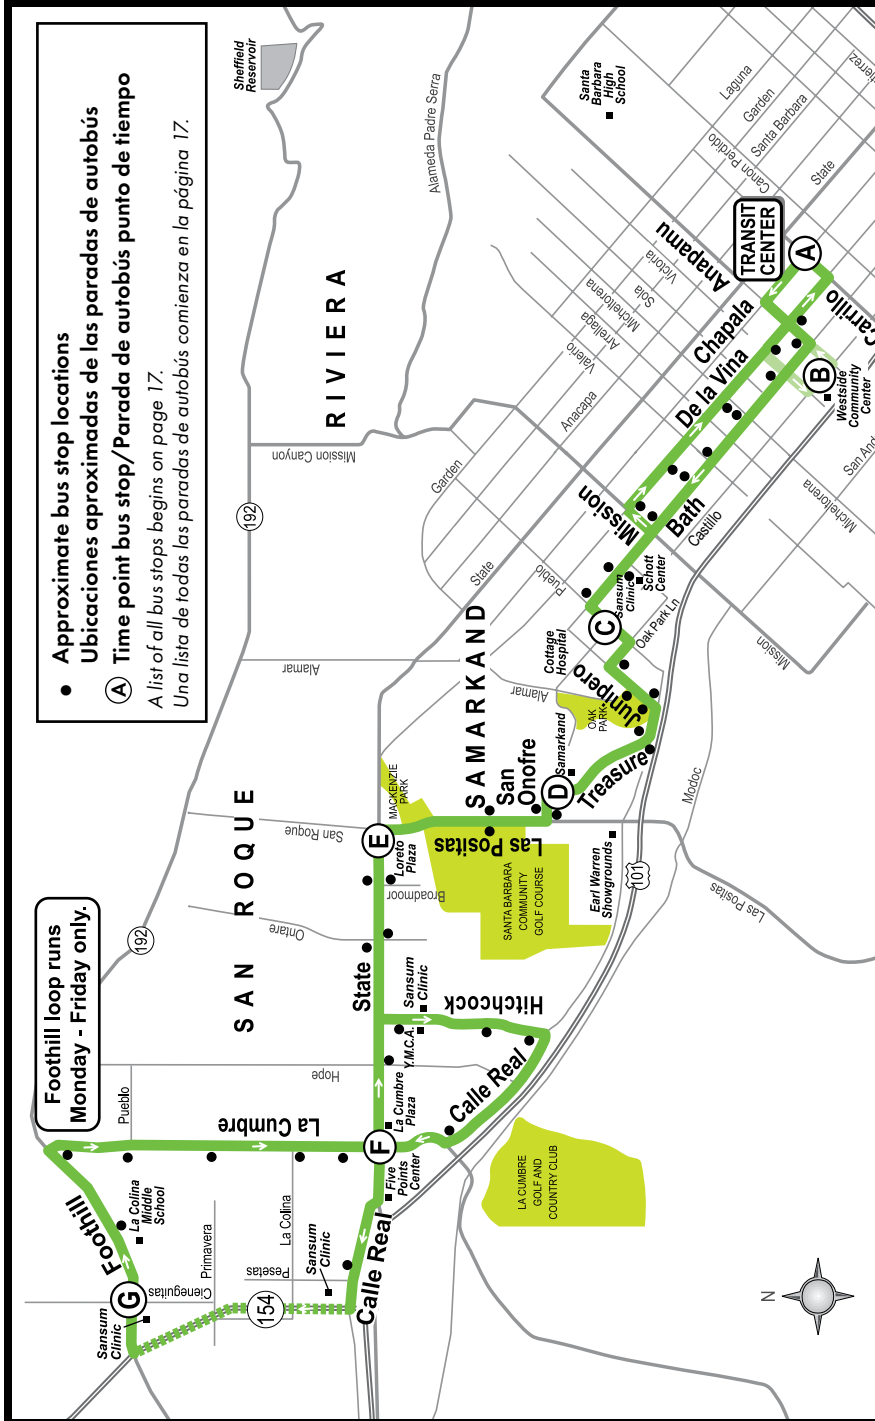 Approximate bus stop locations
Ubicaciones aproximadas de las paradas de autobús
A Time point bus stop/Parada de autobús punto de tiempo
A list of all bus stops begins on page 17.
Una lista de todas las paradas de autobús comienza en la página 17.
Foothill loop runs
Monday - Friday only.
Sheffield
Reservoir
192
192
Alameda Padre Serra
RIVIERA
Mission Canyon
SAN ROQUE
SAMARKAND
Santa
Barbara
High
School
Laguna
Garden
Santa Barbara
Canon Perdido
State
Gutierrez
TRANSIT
CENTER
A
Anapamu
Victoria
Sola
Micheltorena
Arrellaga
Valerio
Anacapa
Chapala
De la Vina
Carrillo
B
Westside
Community
Center
San And
Micheltorena
Castillo
Bath
Mission
Mission
Garden
State
Pueblo
Sansum
Clinic
Schott
Center
C
Oak Park Ln
Cottage
Hospital
Junipero
OAK
PARK
Alamar
Alamar
Samarkand
Treasure
D
San
Onofre
Las Positas
Las Positas
Modoc
101
Earl Warren
Showgrounds
SANTA BARBARA
COMMUNITY
GOLF COURSE
MACKENZIE
PARK
E
San Roque
Loreto
Plaza
Broadmoor
Ontare
State
Sansum
Clinic
Y.M.C.A.
Hitchcock
Hope
La Cumbre
Plaza
Calle Real
F
Five
Points
Center
La Cumbre
Pueblo
LA CUMBRE
GOLF AND
COUNTRY CLUB
Foothill
La Colina
Middle
School
La Colina
Primavera
Cieneguitas
Pesetas
Sansum
Clinic
Calle Real
154
G
Sansum
Clinic
N